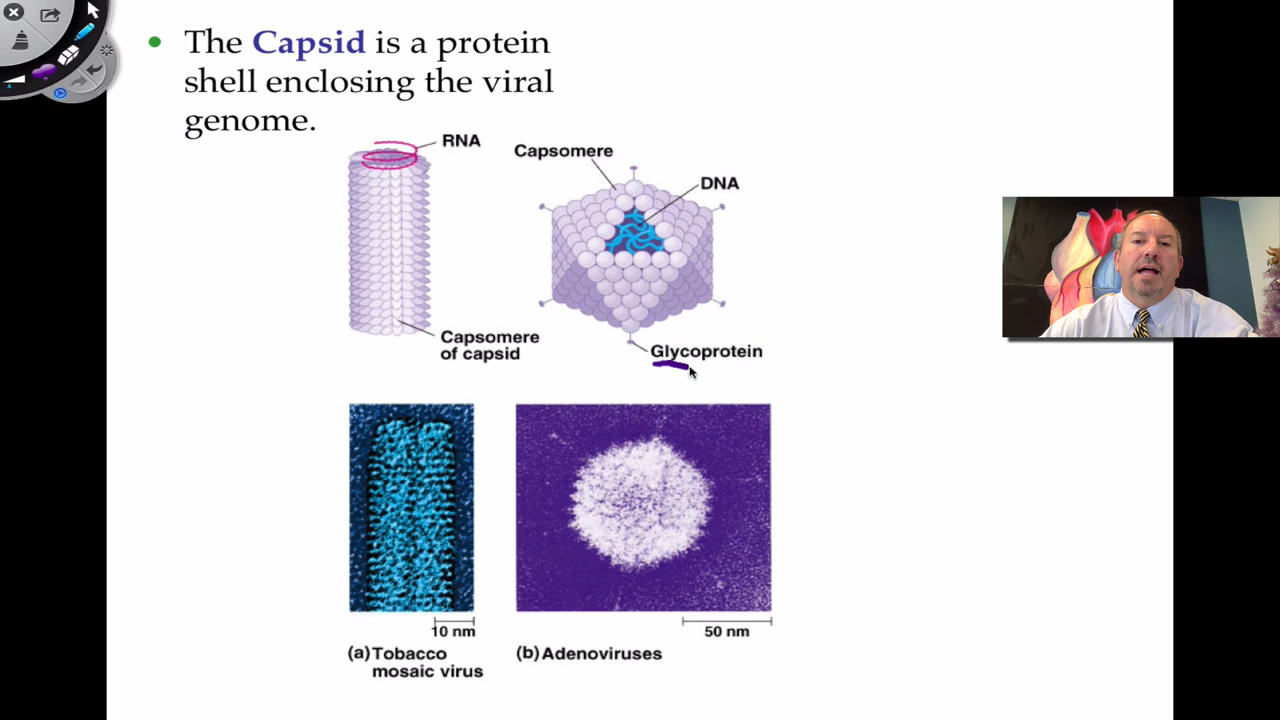 • The Capsid is a protein
shell enclosing the viral
genome.
RNA
Capsomere
DNA
Capsomere
of capsid
Glycoprotein
10 nm
50 nm
(a) Tobacco
mosaic virus
(b) Adenoviruses